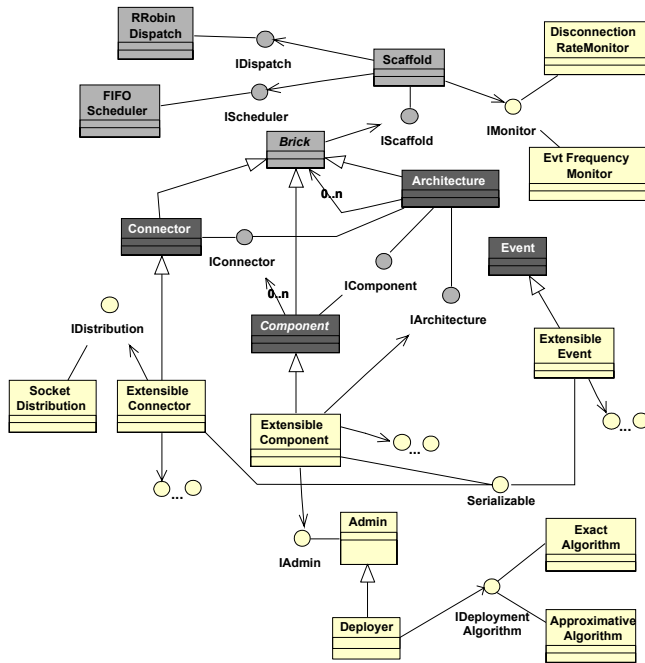 RRobin
Dispatch
IDispatch
Scaffold
Disconnection
RateMonitor
FIFO
Scheduler
IScheduler
IScaffold
IMonitor
Brick
Evt Frequency
Monitor
Architecture
0..n
Connector
IConnector
Event
IComponent
0..n
IArchitecture
IDistribution
Component
Extensible
Event
Socket
Distribution
Extensible
Connector
Extensible
Component
...
...
...
Serializable
Admin
IAdmin
Exact
Algorithm
Deployer
IDeployment
Algorithm
Approximative
Algorithm